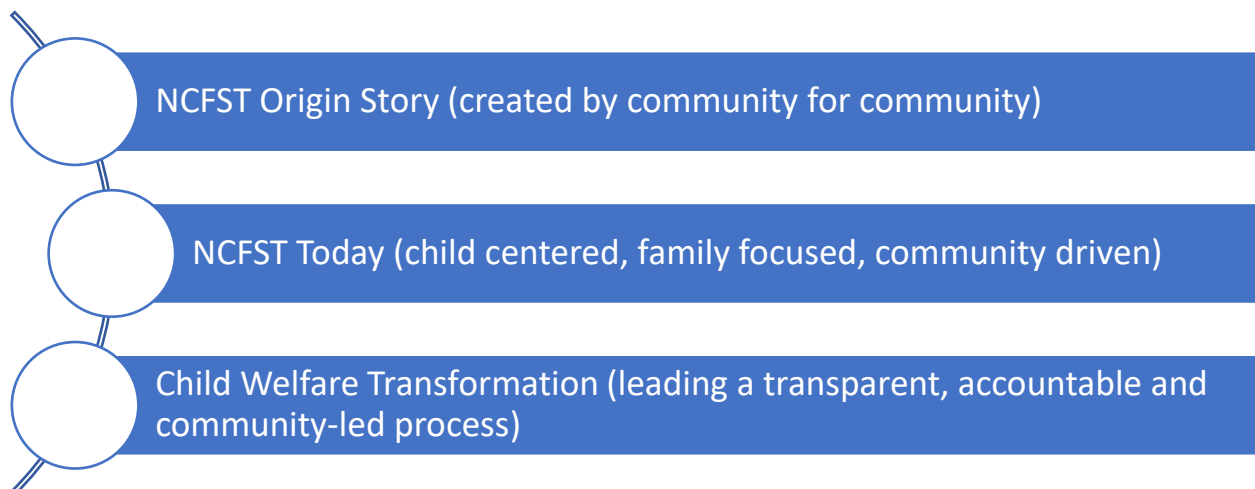 NCFST Origin Story (created by community for community)
NCFST Today (child centered, family focused, community driven)
Child Welfare Transformation (leading a transparent, accountable and
community-led process)